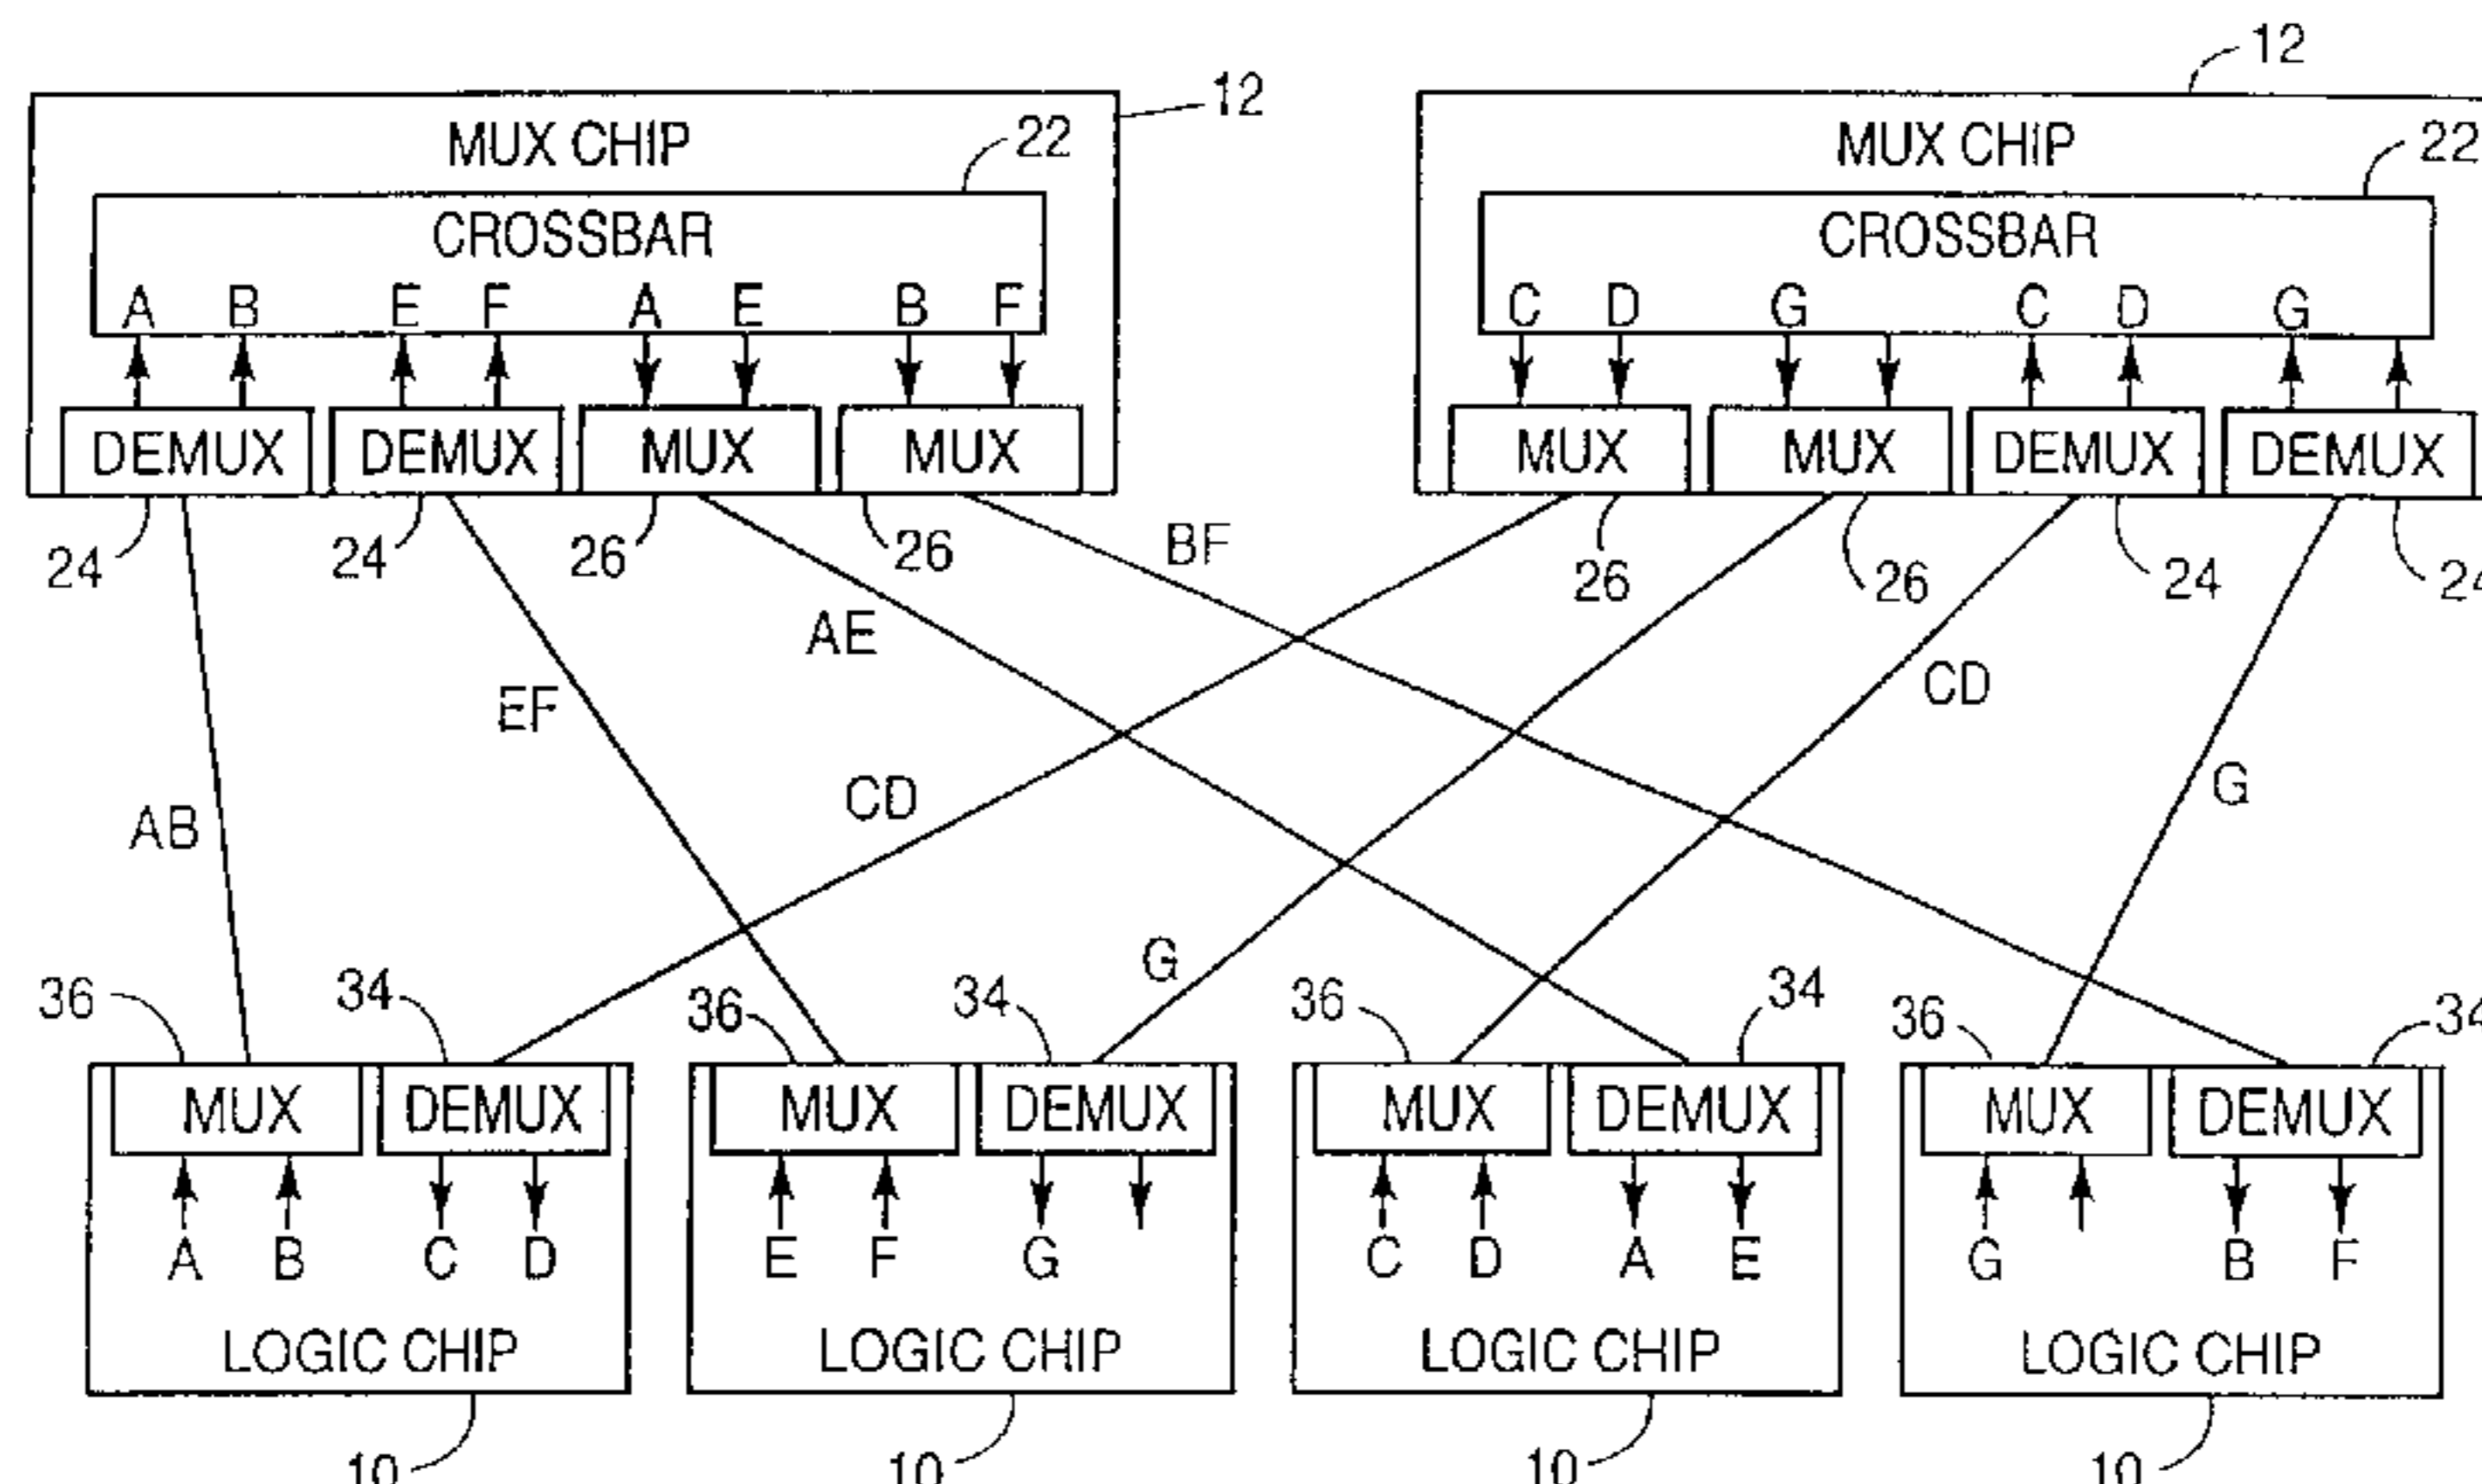 12
12
MUX CHIP
MUX CHIP
22
22
CROSSBAR
CROSSBAR
A B E F A E B F
C D G C D G
DEMUX DEMUX MUX MUX
MUX MUX DEMUX DEMUX
24 24 26 26
26 26 24 24
BF
AE
EF
CD
CD
G
AB
G
36 34 36 34 36 34 36 34
MUX DEMUX MUX DEMUX MUX DEMUX MUX DEMUX
A B C D
E F G
C D A E
G B F
LOGIC CHIP LOGIC CHIP LOGIC CHIP LOGIC CHIP
10 10 10 10